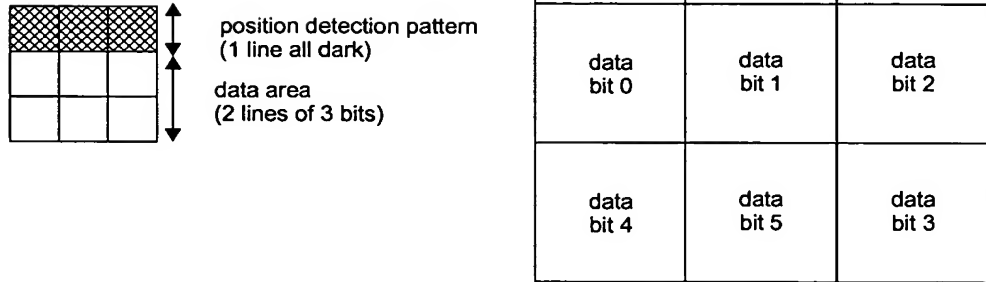 position detection pattern
(1 line all dark)
data area
(2 lines of 3 bits)
data
bit 0
data
bit 1
data
bit 2
data
bit 4
data
bit 5
data
bit 3